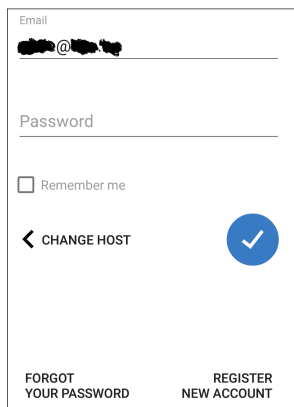 Email
@
Password
Remember me
CHANGE HOST
FORGOT
YOUR PASSWORD
REGISTER
NEW ACCOUNT